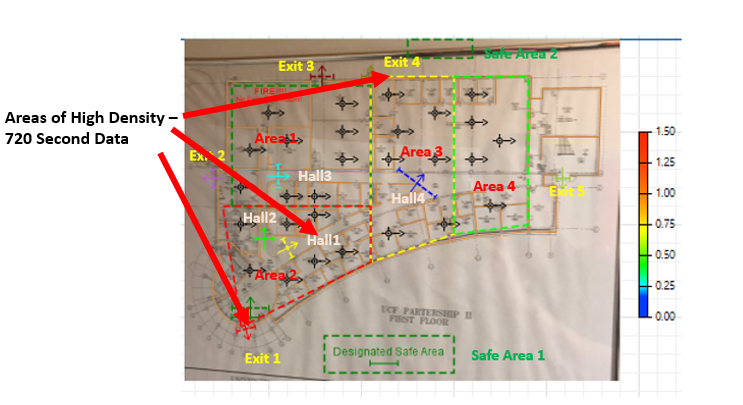 Safe Area 2
Exit 3
Exit 4
FIRE
Areas of High Density –
720 Second Data
Area 1
Exit 2
Area 3
Hall3
Area 4
Exit 5
Hall4
Hall2
Hall1
Area 2
UCF PARTERSHIP II
FIRST FLOOR
Designated Safe Area
Safe Area 1
Exit 1
1.50
1.25
1.00
0.75
0.50
0.25
0.00